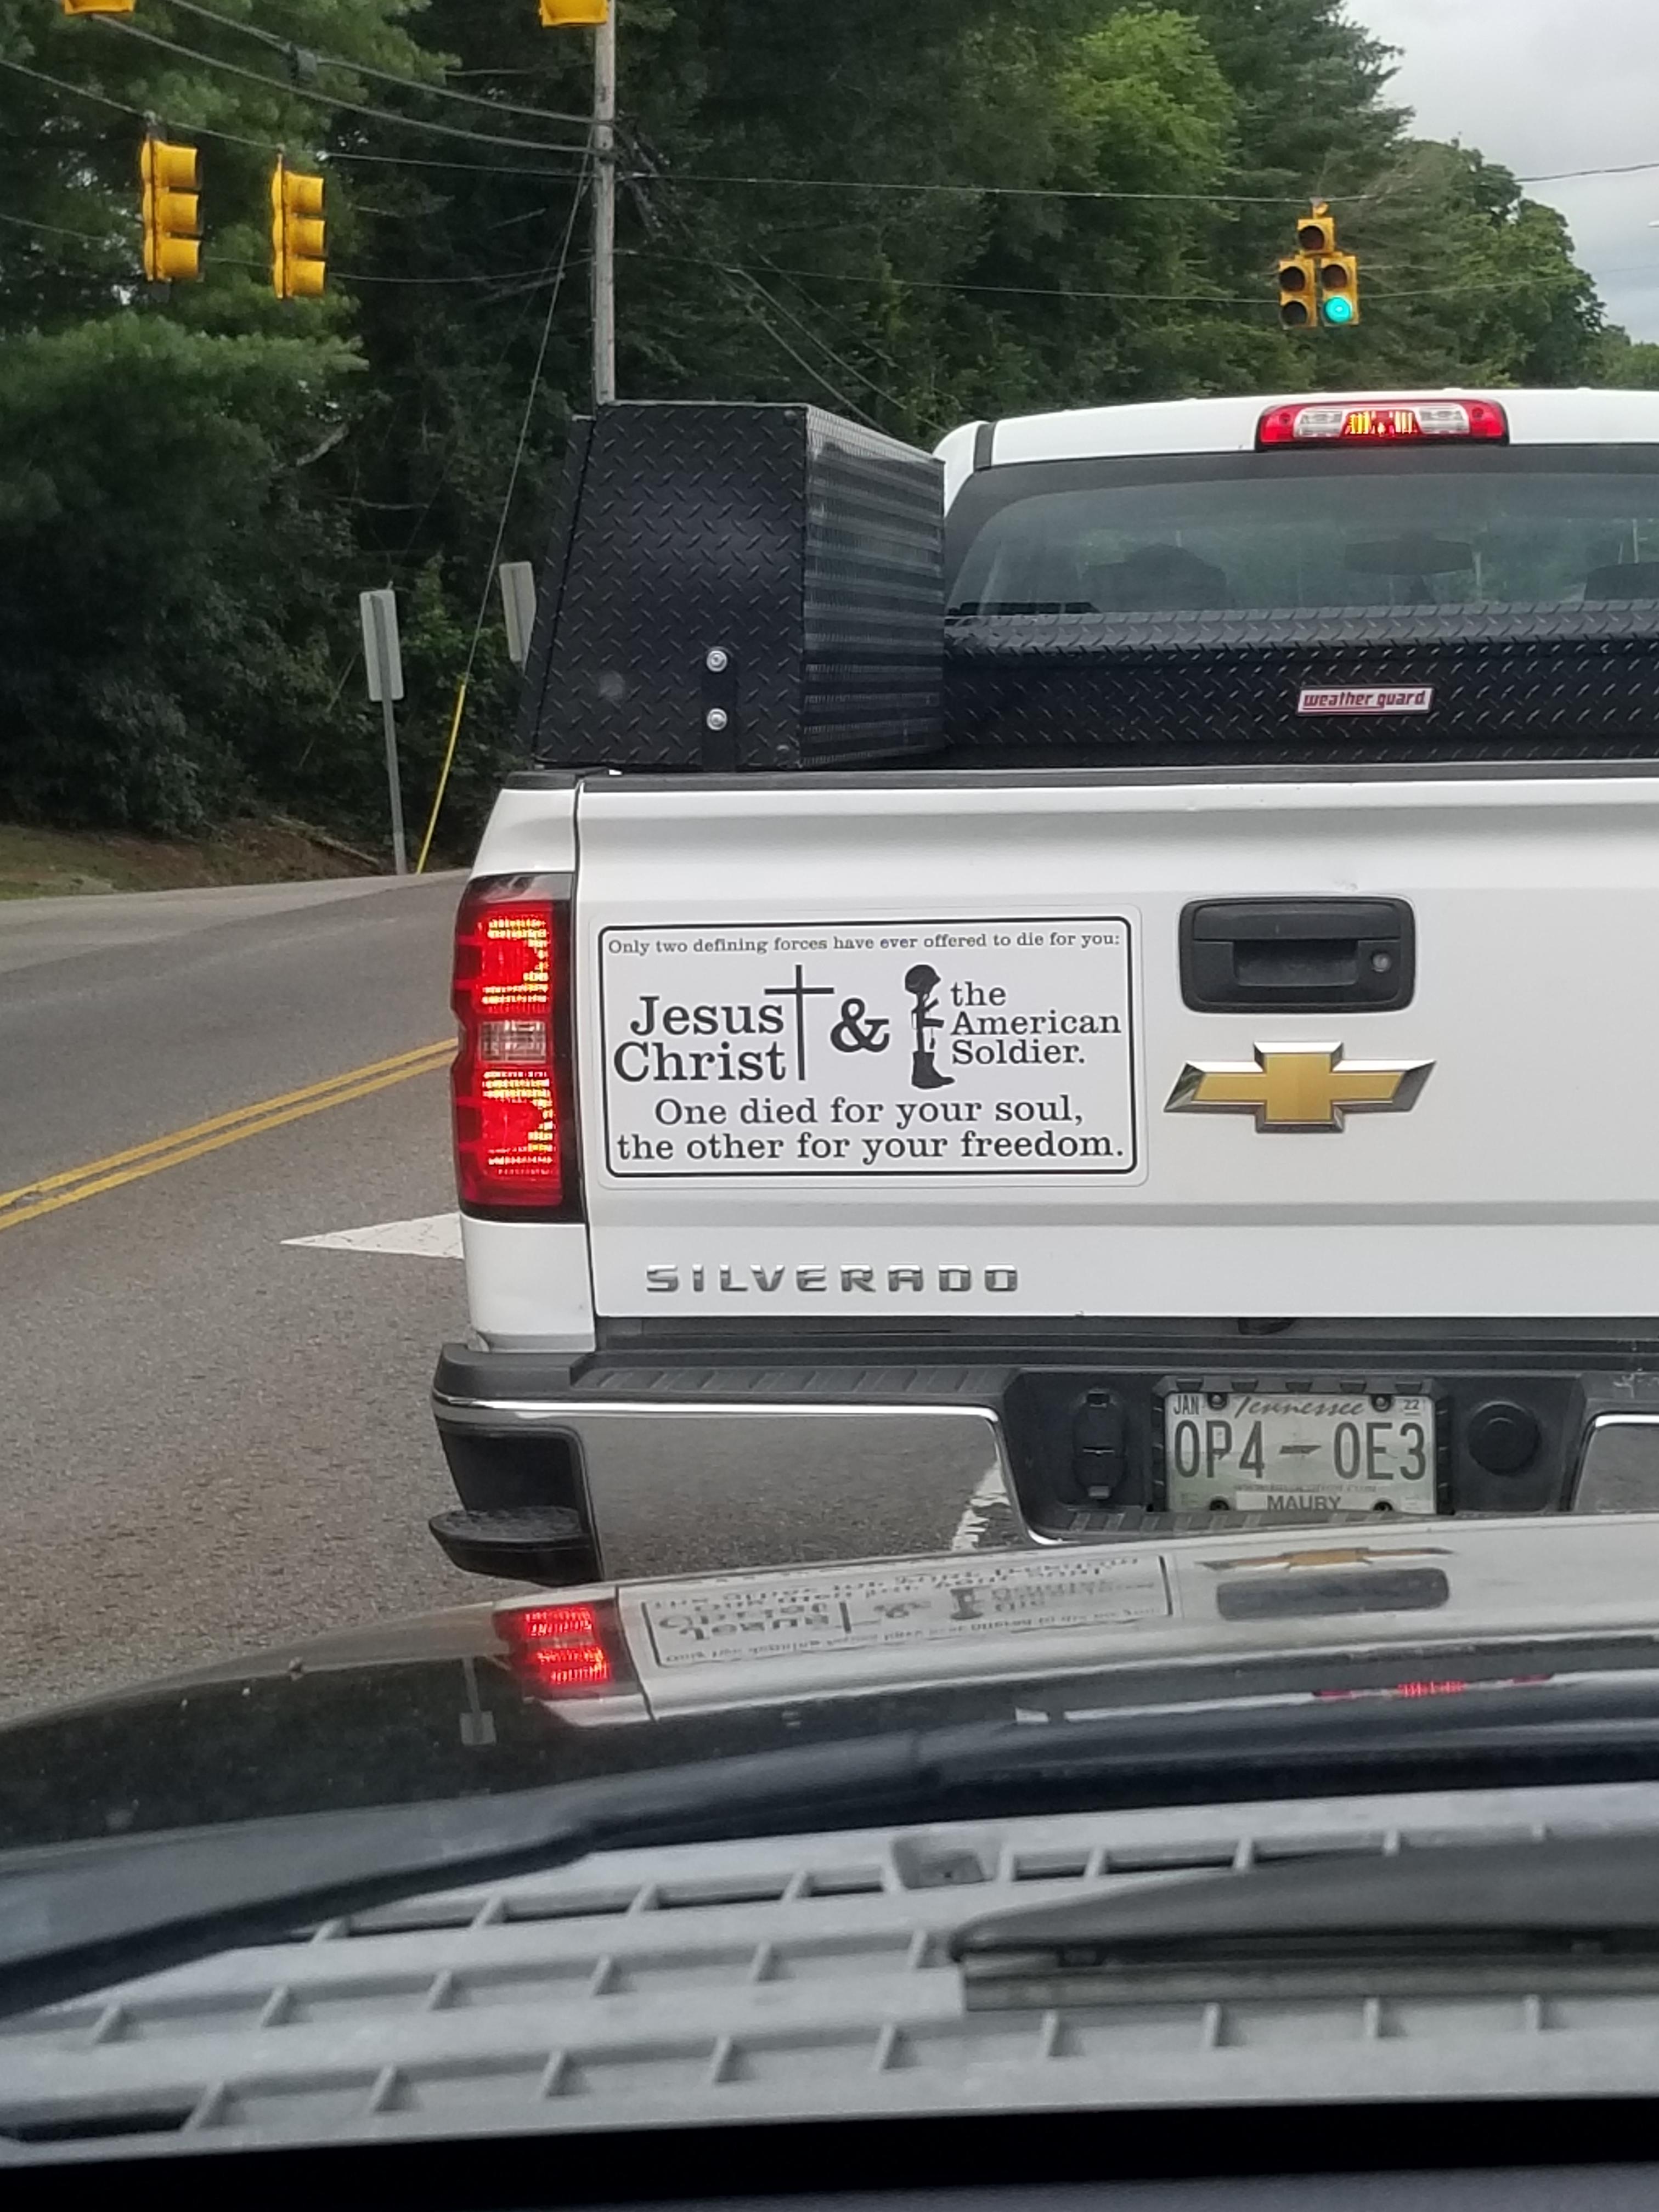 weather guard
Only two defining forces have ever offered to die for you:
Jesus Christ & the American Soldier.
One died for your soul,
the other for your freedom.
SILVERADO
JAN Tennessee 22
0P4-0E3
MAURY